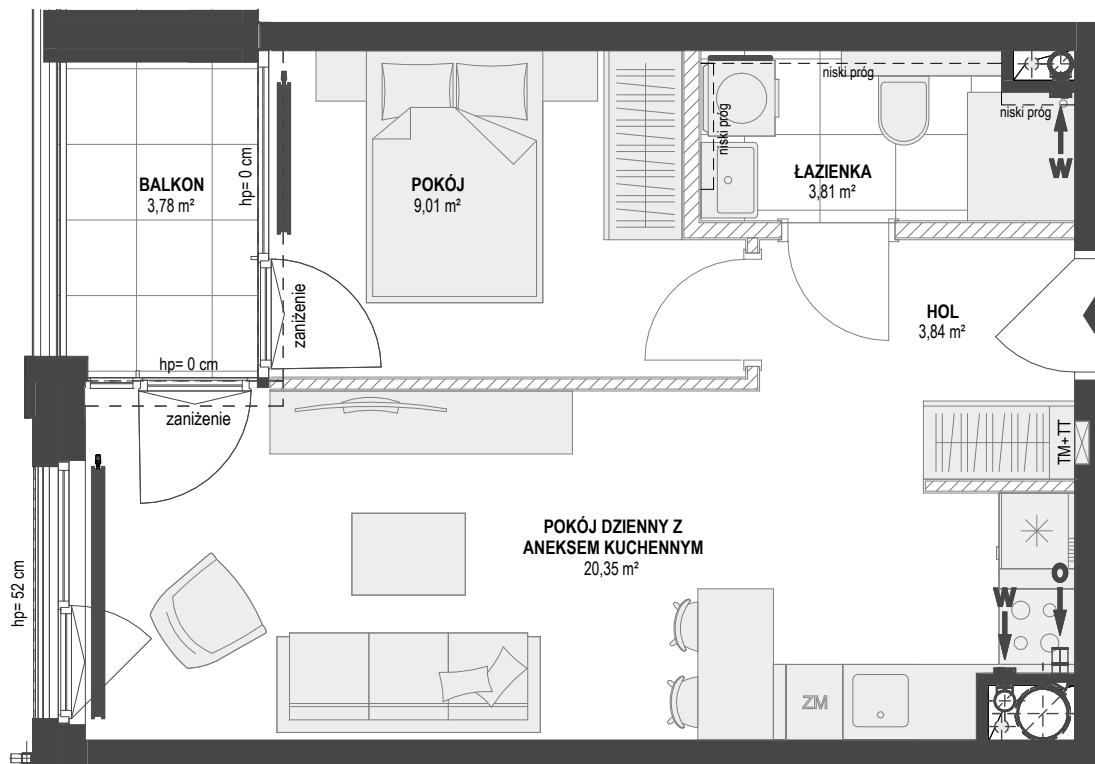 niski próg
niski próg
niski próg
W
BALKON
3,78 m²
hp= 0 cm
POKÓJ
9,01 m²
ŁAZIENKA
3,81 m²
zaniżenie
HOL
3,84 m²
hp= 0 cm
zaniżenie
TM+TT
POKÓJ DZIENNY Z
ANEKSEM KUCHENNYM
20,35 m²
hp= 52 cm
W
O
ZM